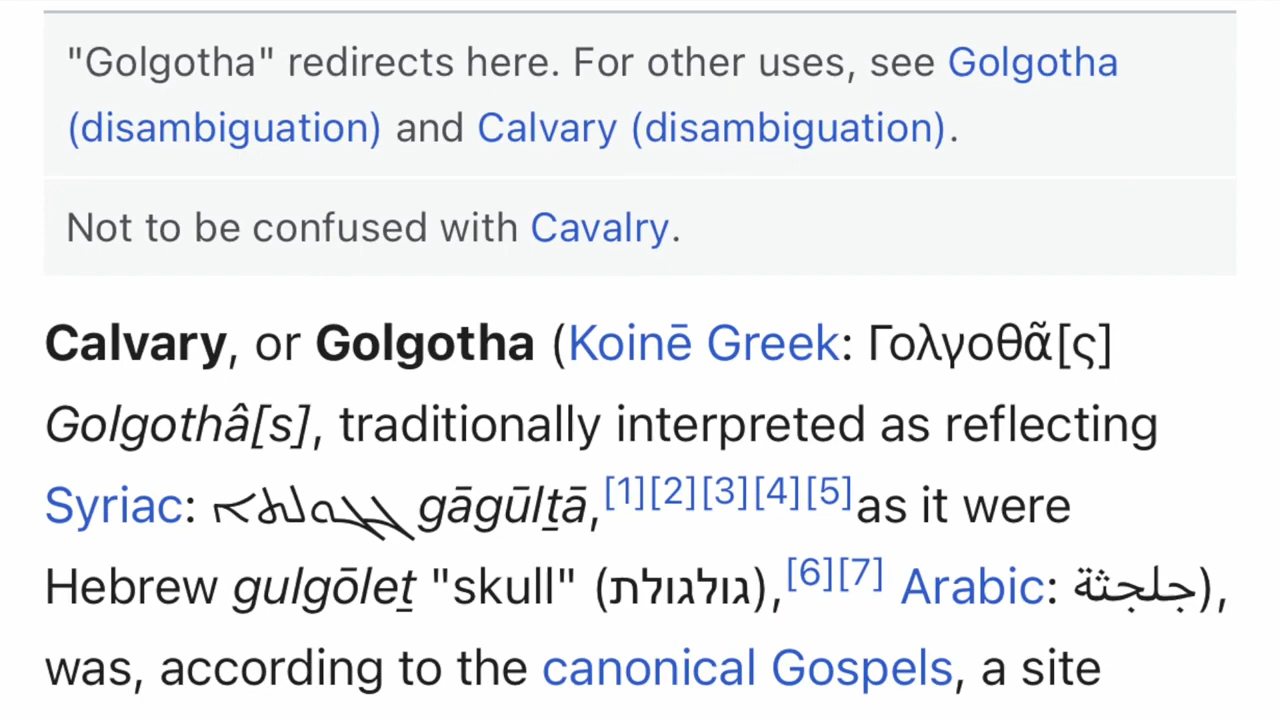 "Golgotha" redirects here. For other uses, see Golgotha
(disambiguation) and Calvary (disambiguation).
Not to be confused with Cavalry.
Calvary, or Golgotha (Koinē Greek: Γολγοθᾶ[ς]
Golgothâ[s], traditionally interpreted as reflecting
Syriac: ܓܓܘܠܬܐ gāgūlṯā,[1][2][3][4][5]as it were
Hebrew gulgōleṯ "skull" (גולגולת),[6][7] Arabic: جلجثة),
was, according to the canonical Gospels, a site